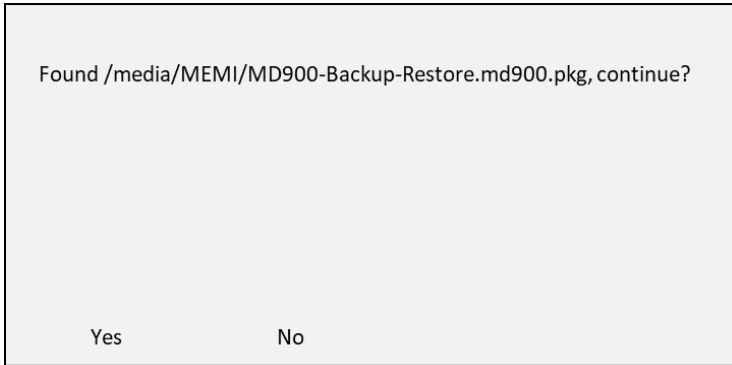 Found /media/MEMI/MD900-Backup-Restore.md900.pkg, continue?
Yes No